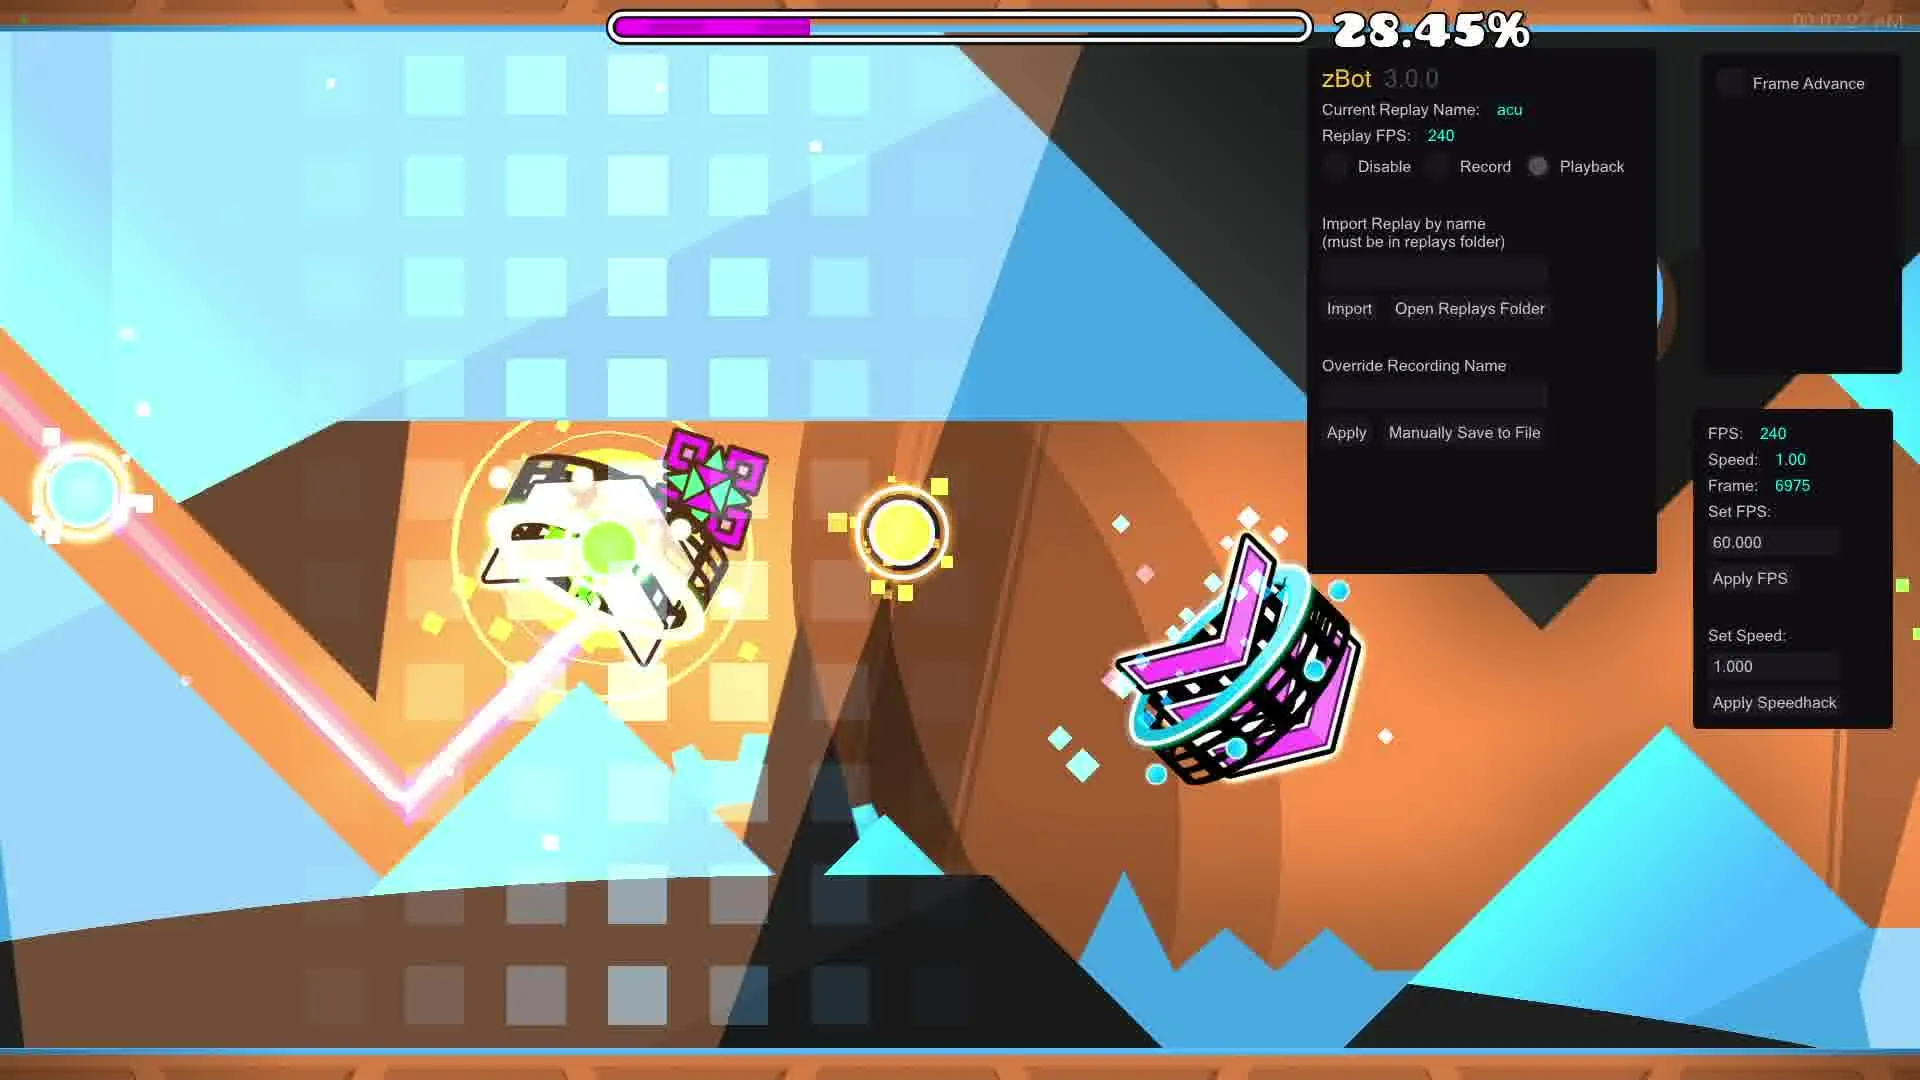 28.45%
zBot 3.0.0
Current Replay Name: acu
Replay FPS: 240
Disable Record Playback
Import Replay by name
(must be in replays folder)
Import Open Replays Folder
Override Recording Name
Apply Manually Save to File
Frame Advance
FPS: 240
Speed: 1.00
Frame: 6975
Set FPS:
60.000
Apply FPS
Set Speed:
1.000
Apply Speedhack